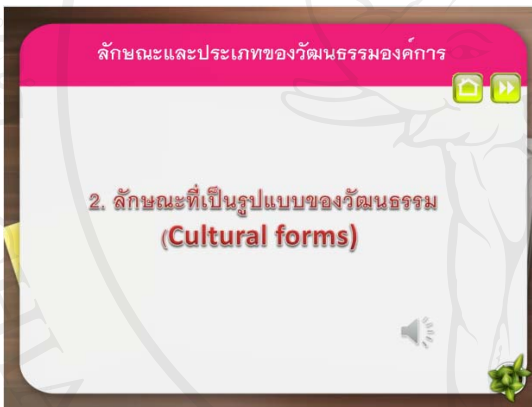 ลักษณะและประเภทของวัฒนธรรมองค์การ
2. ลักษณะที่เป็นรูปแบบของวัฒนธรรม
(Cultural forms)